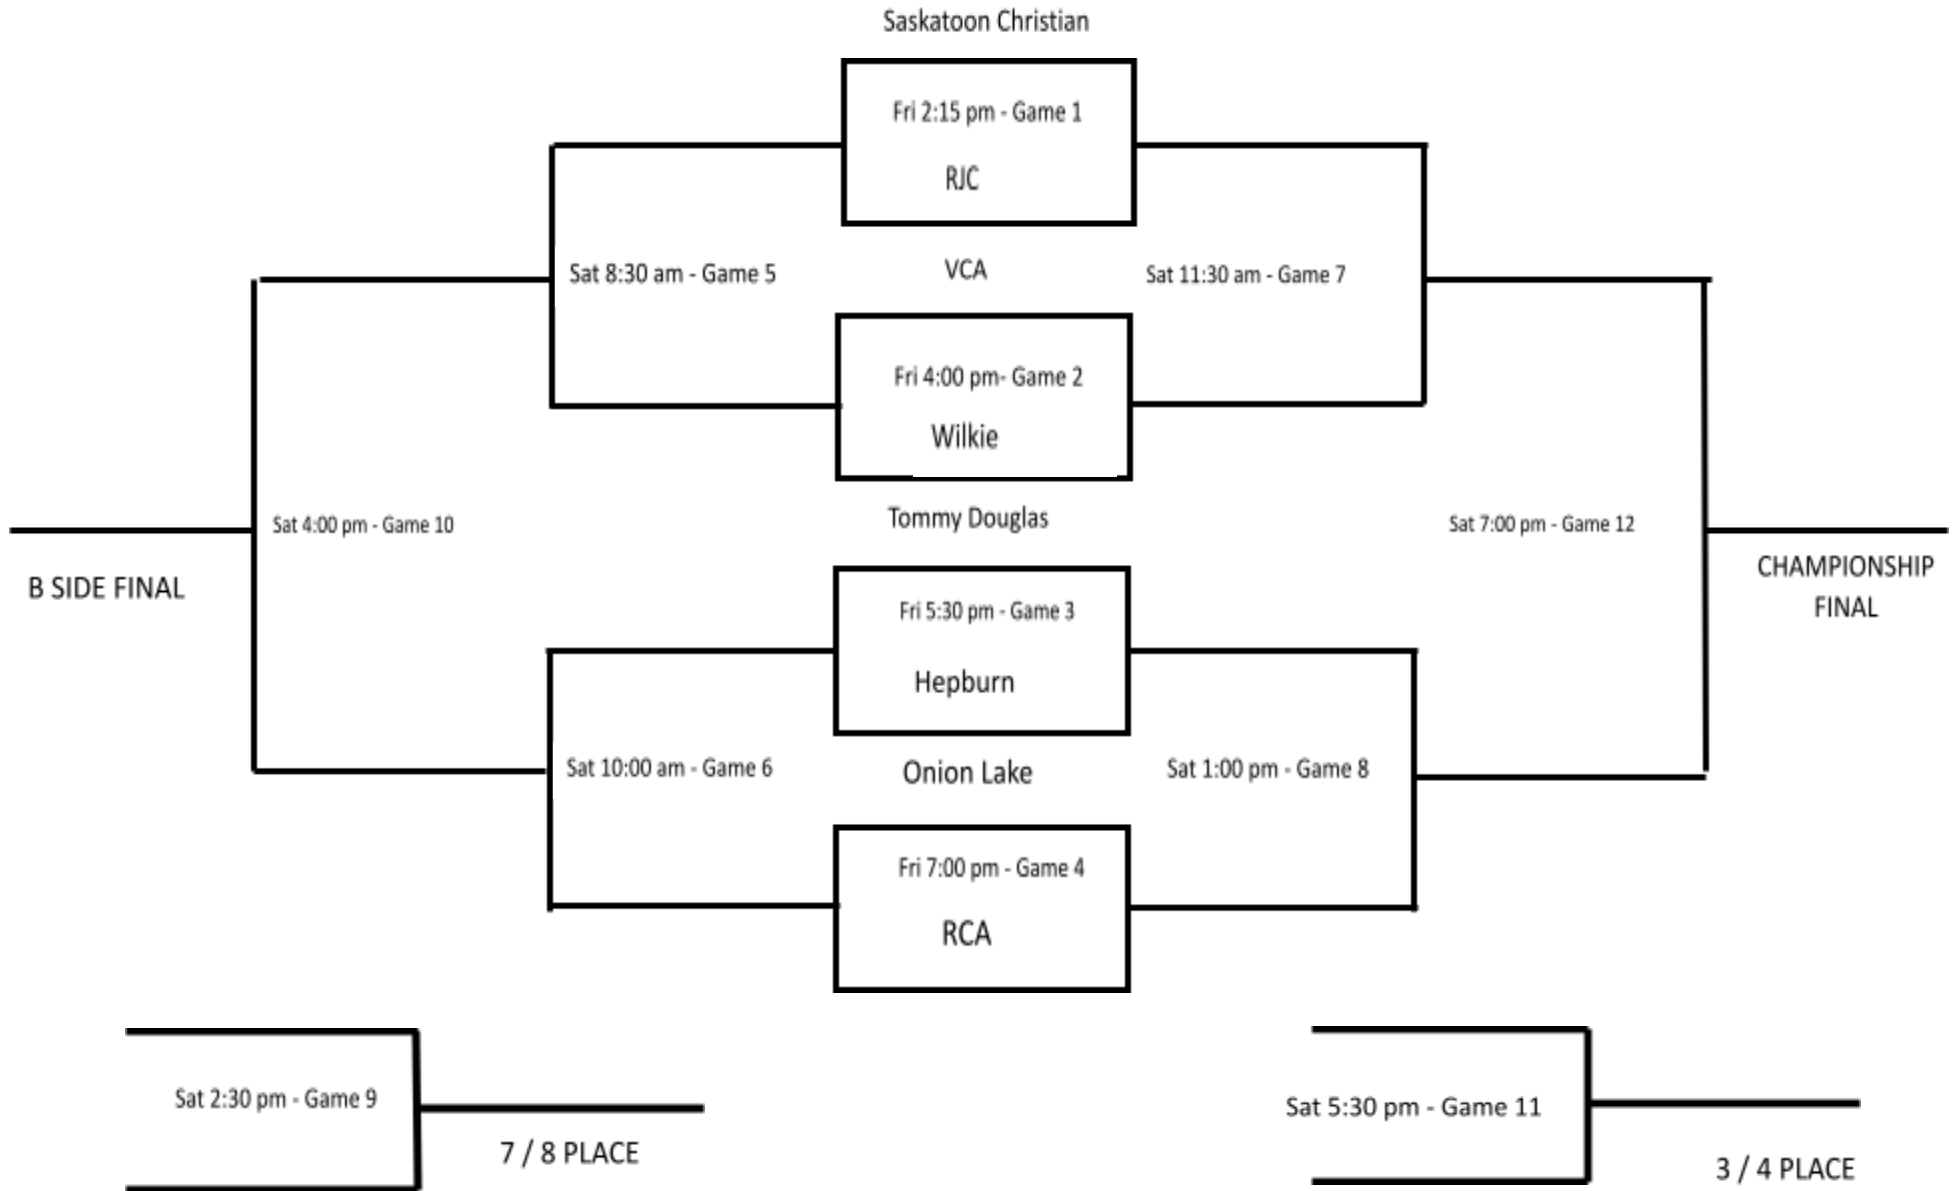 Saskatoon Christian
Fri 2:15 pm - Game 1
RJC
Sat 8:30 am - Game 5
VCA
Sat 11:30 am - Game 7
Fri 4:00 pm- Game 2
Wilkie
Sat 4:00 pm - Game 10
Tommy Douglas
Sat 7:00 pm - Game 12
B SIDE FINAL
CHAMPIONSHIP
FINAL
Fri 5:30 pm - Game 3
Hepburn
Sat 10:00 am - Game 6
Onion Lake
Sat 1:00 pm - Game 8
Fri 7:00 pm - Game 4
RCA
Sat 2:30 pm - Game 9
7 / 8 PLACE
Sat 5:30 pm - Game 11
3 / 4 PLACE